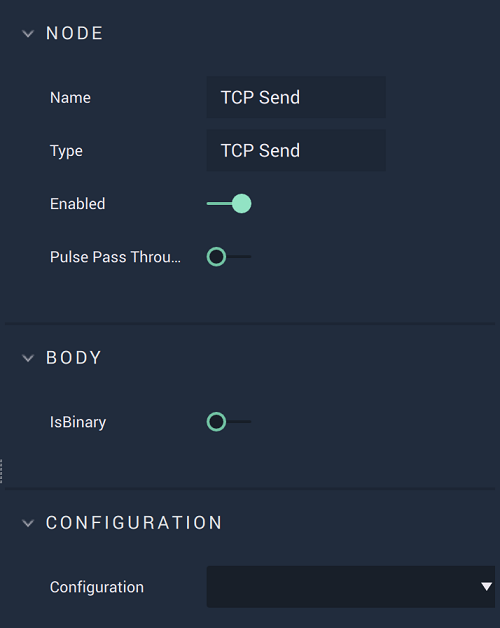 NODE
Name TCP Send
Type TCP Send
Enabled
Pulse Pass Throu...
BODY
IsBinary
CONFIGURATION
Configuration